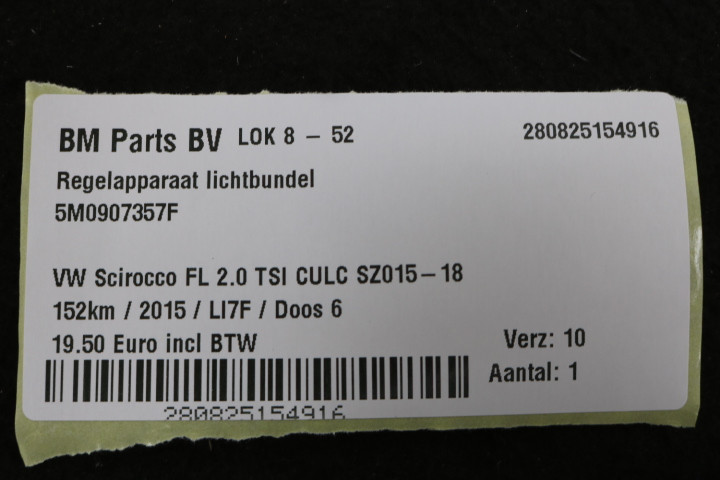 BM Parts BV LOK 8 - 52 280825154916
Regelapparaat lichtbundel
5M0907357F
VW Scirocco FL 2.0 TSI CULC SZ015-18
152km / 2015 / LI7F / Doos 6
19.50 Euro incl BTW Verz: 10
Aantal: 1
280825154916